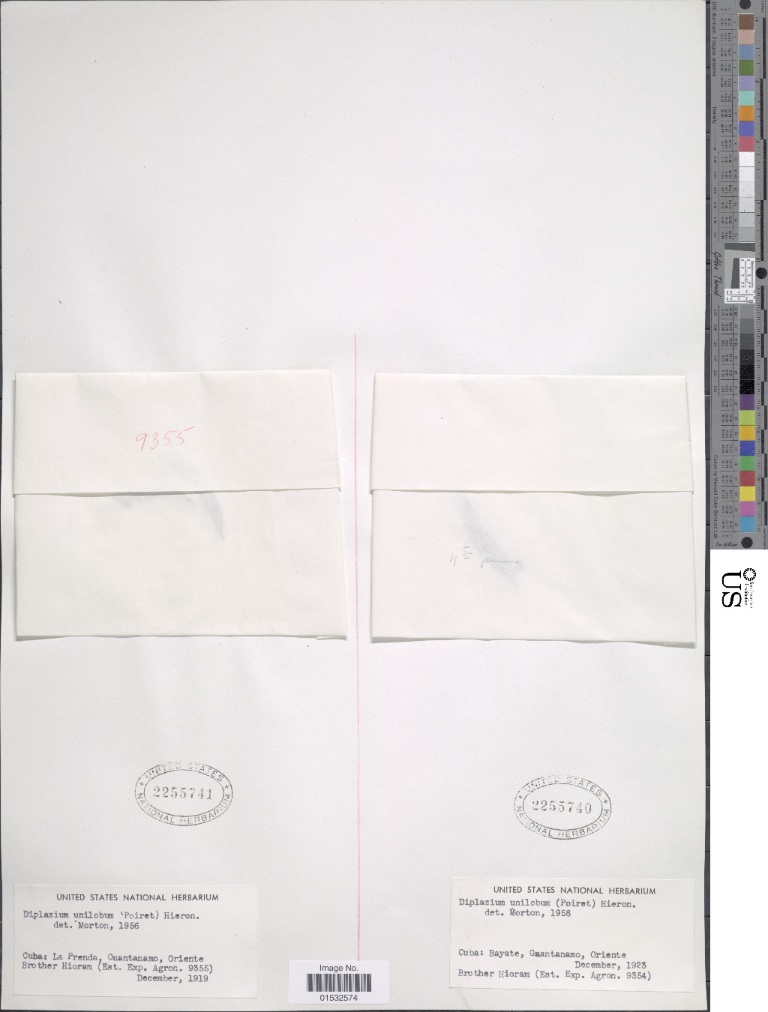 9355
4
UNITED STATES
2255741
NATIONAL HERBARIUM
UNITED STATES
2255740
NATIONAL HERBARIUM
UNITED STATES NATIONAL HERBARIUM
Diplazium unilobum (Poiret) Hieron.
det. Morton, 1956
Cuba: La Prenda, Guantanamo, Oriente
Brother Hioram (Est. Exp. Agron. 9355)
December, 1919
Image No.
01532574
UNITED STATES NATIONAL HERBARIUM
Diplazium unilobum (Poiret) Hieron.
det. Morton, 1956
Cuba: Bayate, Guantanamo, Oriente
December, 1923
Brother Hioram (Est. Exp. Agron. 9354)
US